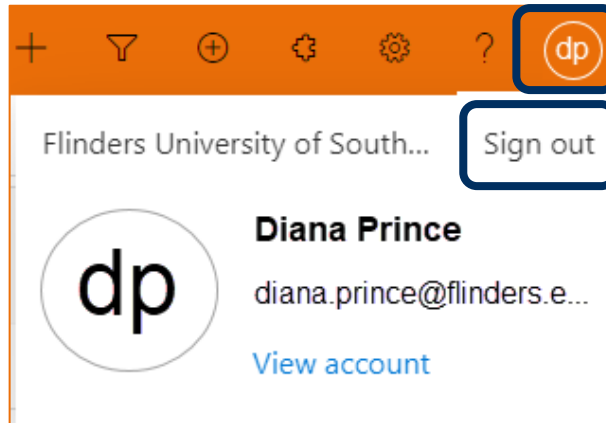 ? dp
Flinders University of South... Sign out
dp
Diana Prince
diana.prince@flinders.e...
View account